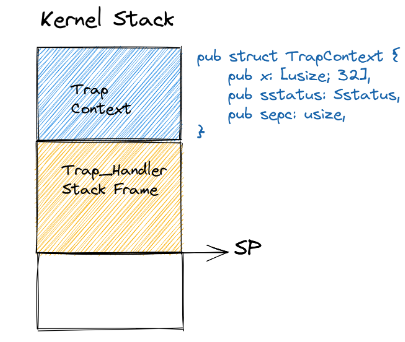 Kernel Stack
pub struct TrapContext {
pub x: [usize; 32],
pub sstatus: Sstatus,
pub sepc: usize,
}
Trap
Context
Trap_Handler
Stack Frame
SP